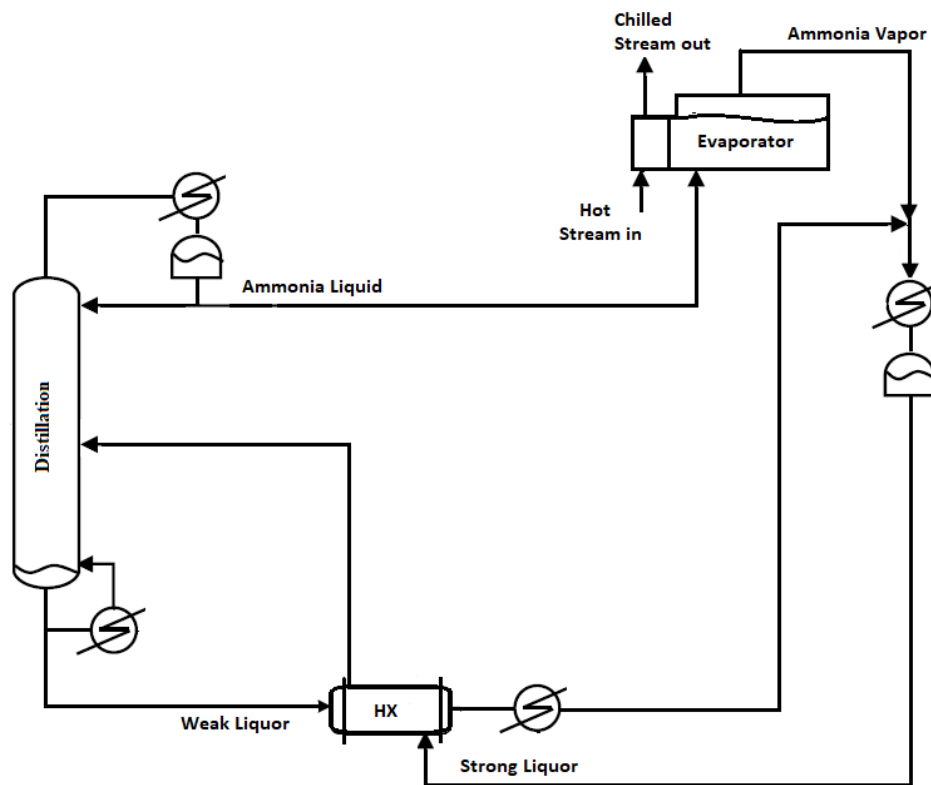 Chilled
Stream out
Ammonia Vapor
Evaporator
Hot
Stream in
Ammonia Liquid
Distillation
HX
Weak Liquor
Strong Liquor